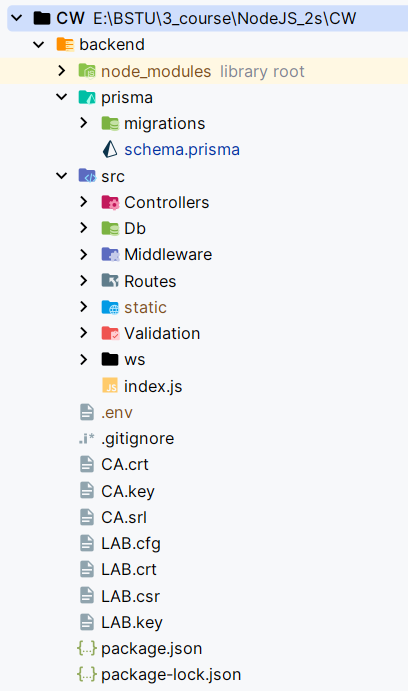 CW E:\BSTU\3_course\NodeJS_2s\CW
backend
node_modules library root
prisma
migrations
schema.prisma
src
Controllers
Db
Middleware
Routes
static
Validation
ws
index.js
.env
.gitignore
CA.crt
CA.key
CA.srl
LAB.cfg
LAB.crt
LAB.csr
LAB.key
package.json
package-lock.json